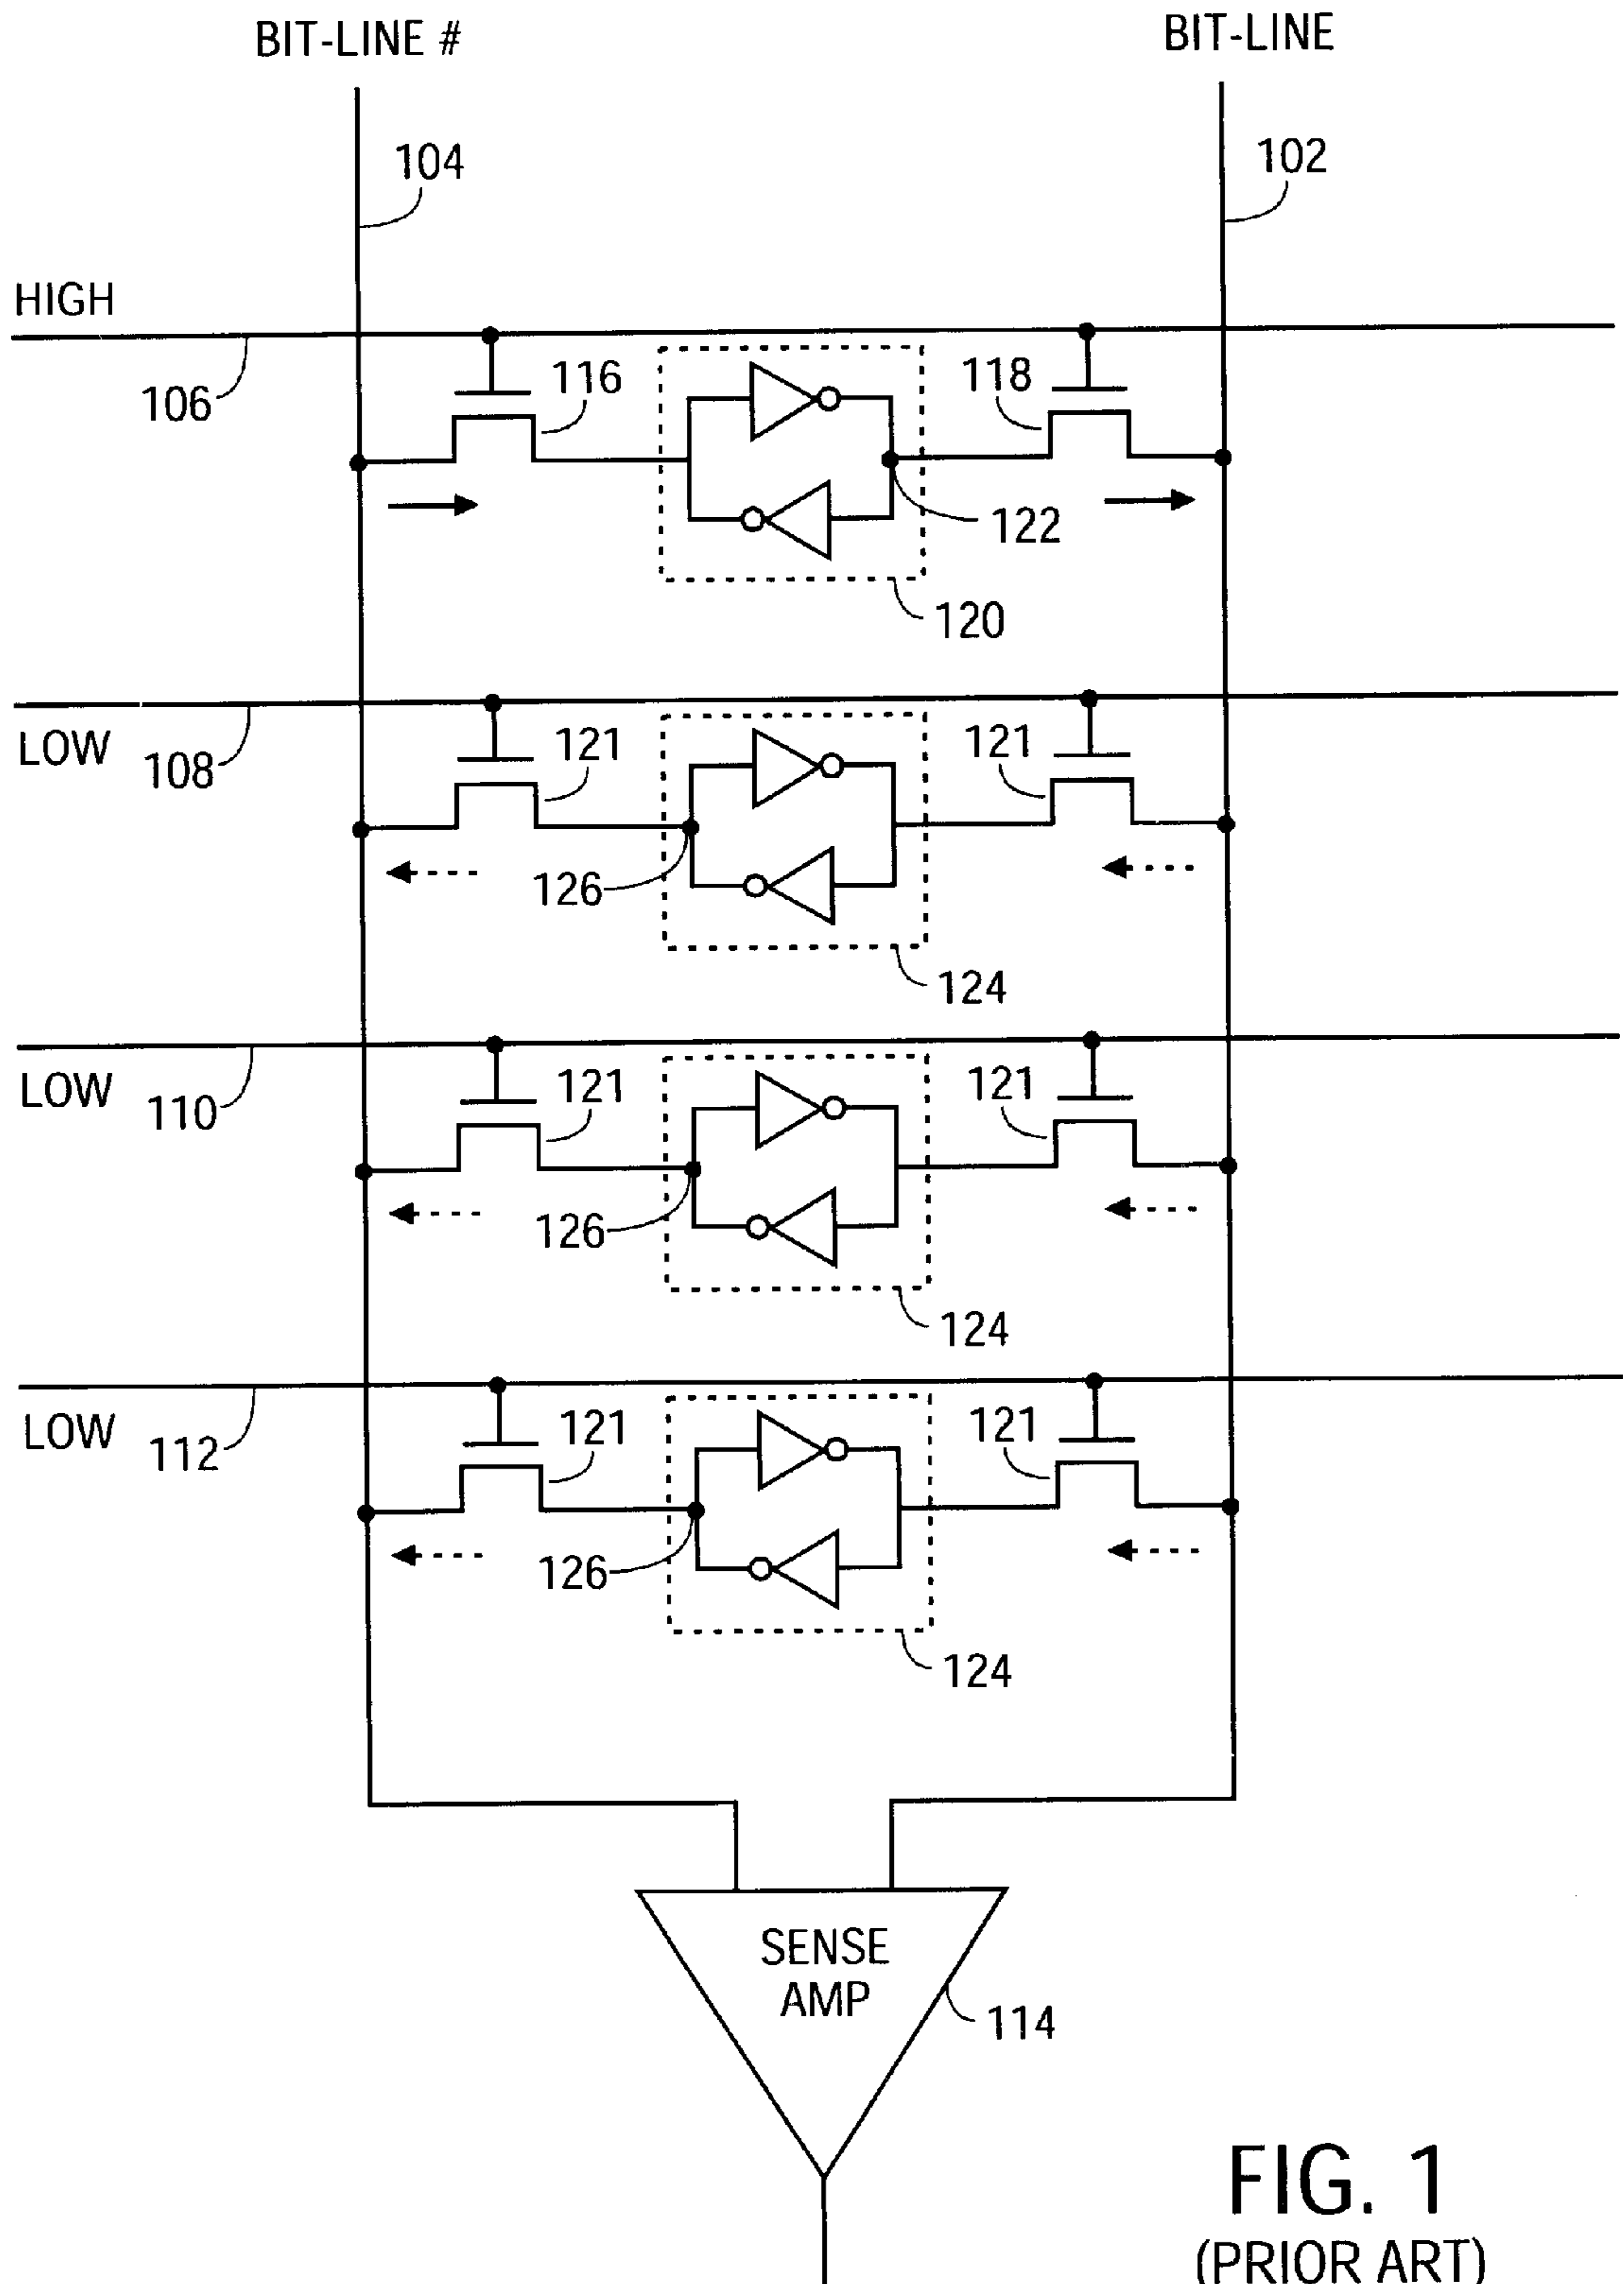 BIT-LINE #
BIT-LINE
104
102
HIGH
106
116
118
122
120
LOW
108
121
121
126
124
LOW
110
121
121
126
124
LOW
112
121
121
126
124
SENSE
AMP
114
FIG. 1
(PRIOR ART)